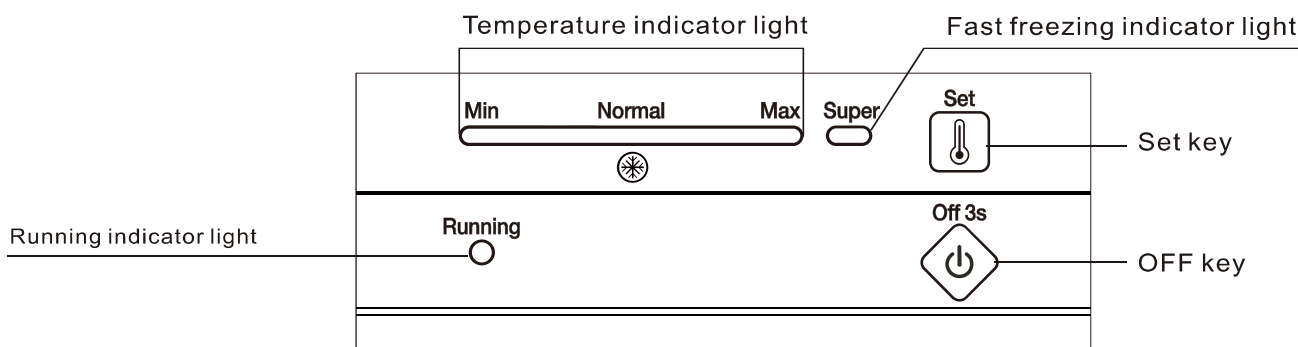 Temperature indicator light
Fast freezing indicator light
Min Normal Max Super Set
Set key
Off 3s
Running
Running indicator light
OFF key